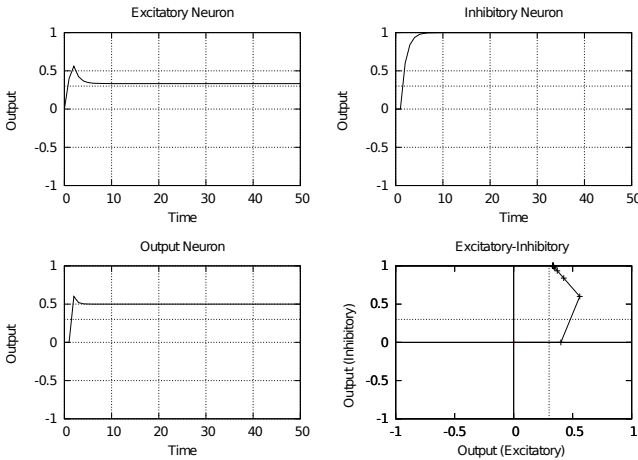 Excitatory Neuron
1
0.5
0
-0.5
-1
Output
0 10 20 30 40 50
Time
Inhibitory Neuron
1
0.5
0
-0.5
-1
Output
0 10 20 30 40 50
Time
Output Neuron
1
0.5
0
-0.5
-1
Output
0 10 20 30 40 50
Time
Excitatory-Inhibitory
1
0.5
0
-0.5
-1
Output (Inhibitory)
-1 -0.5 0 0.5 1
Output (Excitatory)